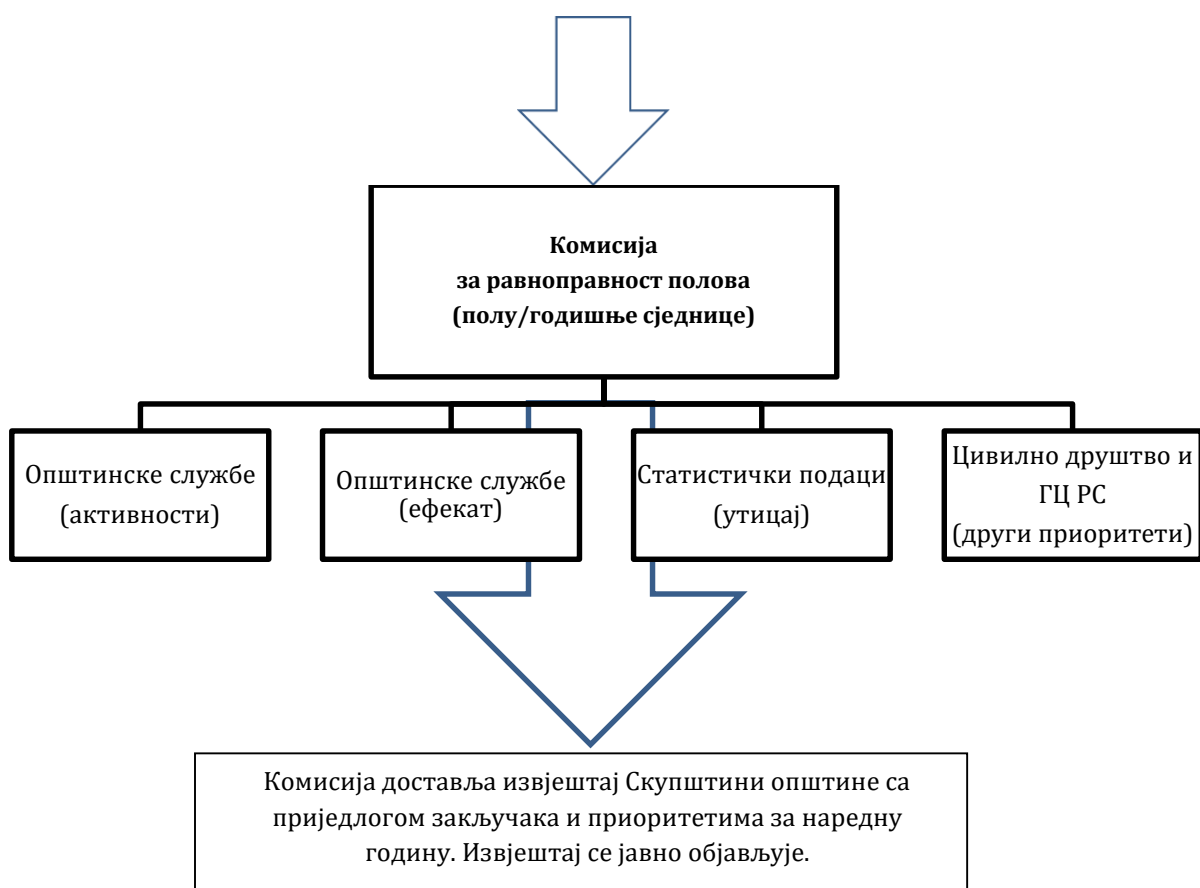 Комисија
за равноправност полова
(полу/годишње сједнице)
Општинске службе
(активности)
Општинске службе
(ефекат)
Статистички подаци
(утицај)
Цивилно друштво и
ГЦ РС
(други приоритети)
Комисија доставља извјештај Скупштини општине са
приједлогом закључака и приоритетима за наредну
годину. Извјештај се јавно објављује.